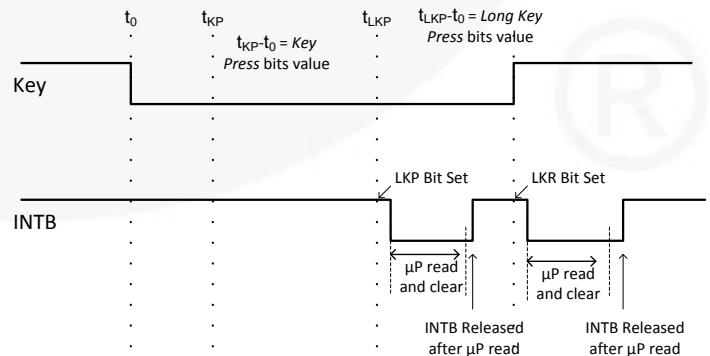 t0 tKP tLKP tLKP-t0 = Long Key
Press bits value
tKP-t0 = Key
Press bits value
Key
LKP Bit Set
LKR Bit Set
INTB
µP read
and clear
µP read
and clear
INTB Released
after µP read
INTB Released
after µP read
®